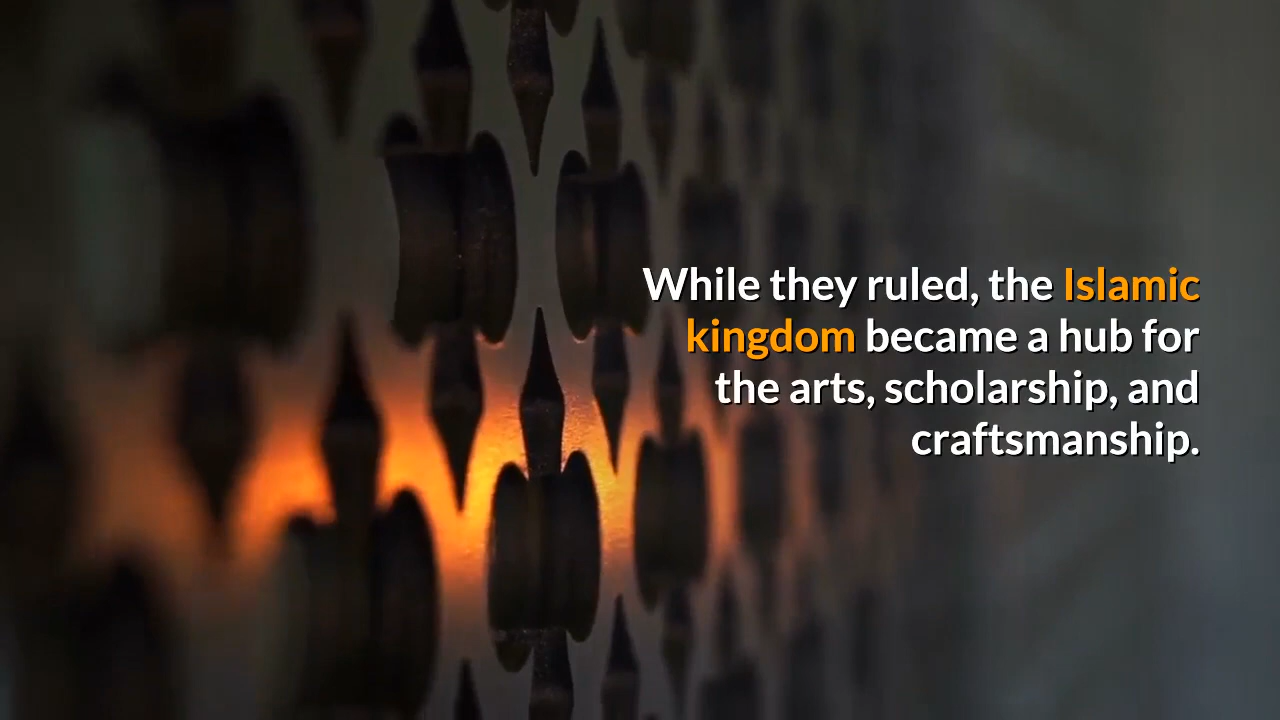 While they ruled, the Islamic
kingdom became a hub for
the arts, scholarship, and
craftsmanship.